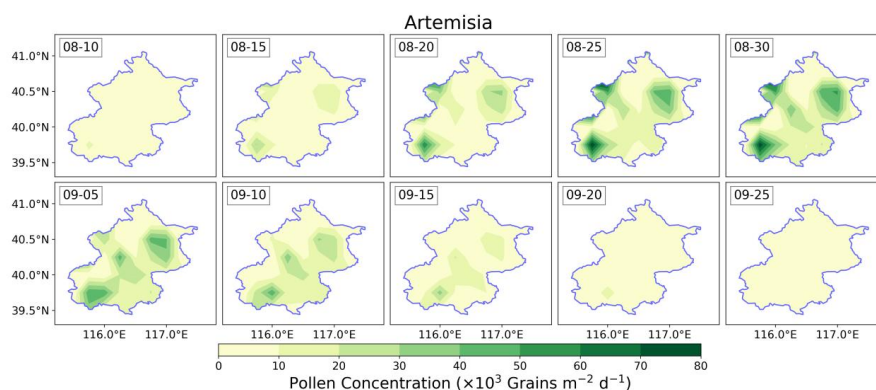 Artemisia
41.0°N
40.5°N
40.0°N
39.5°N
08-10
08-15
08-20
08-25
08-30
41.0°N
40.5°N
40.0°N
39.5°N
09-05
09-10
09-15
09-20
09-25
116.0°E 117.0°E 116.0°E 117.0°E 116.0°E 117.0°E 116.0°E 117.0°E 116.0°E 117.0°E
0 10 20 30 40 50 60 70 80
Pollen Concentration (×10³ Grains m⁻² d⁻¹)